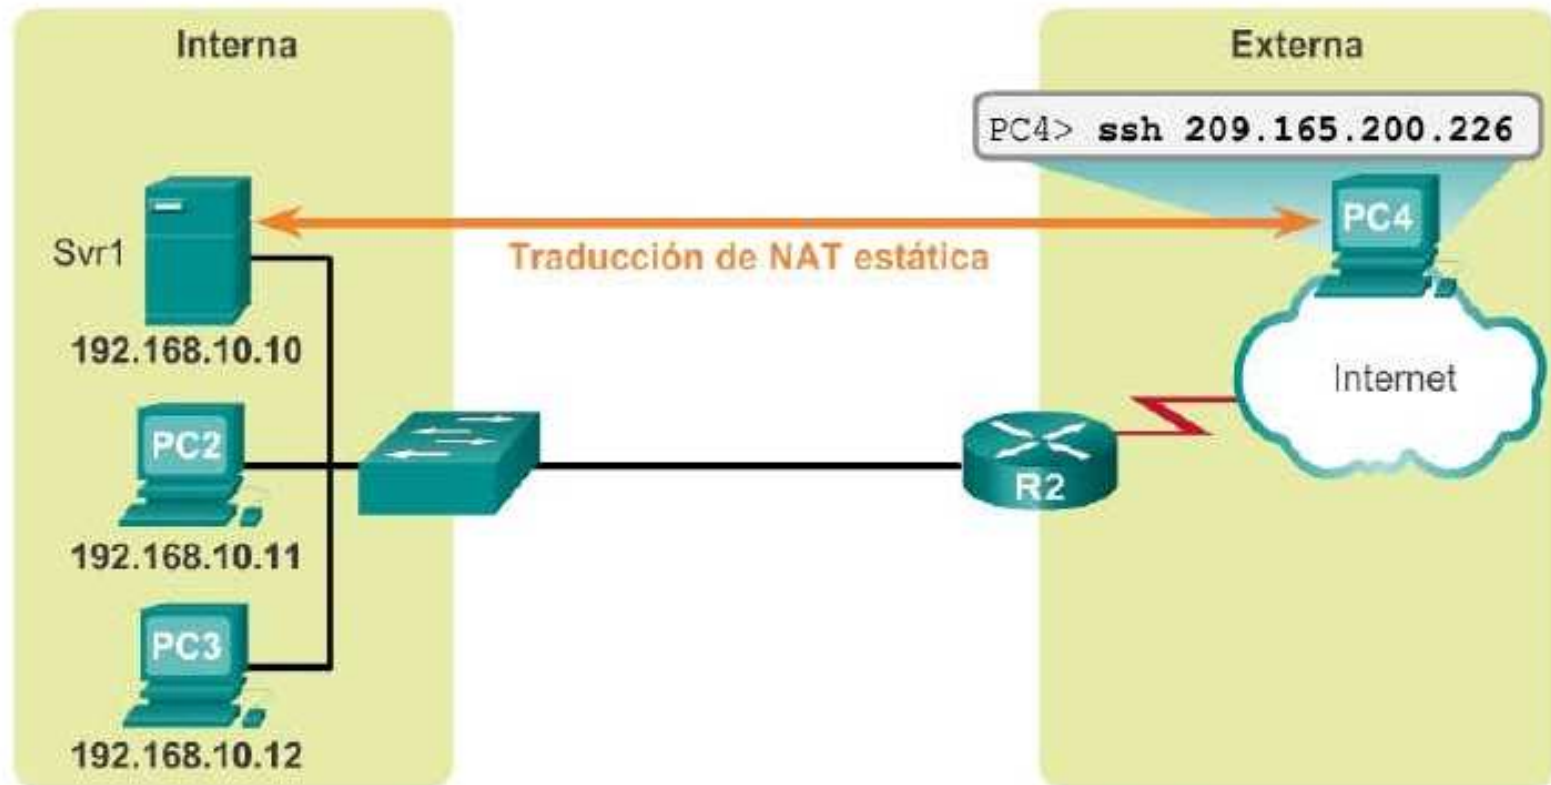 Interna
Externa
PC4> ssh 209.165.200.226
PC4
Svr1
Traducción de NAT estática
192.168.10.10
Internet
PC2
R2
192.168.10.11
PC3
192.168.10.12